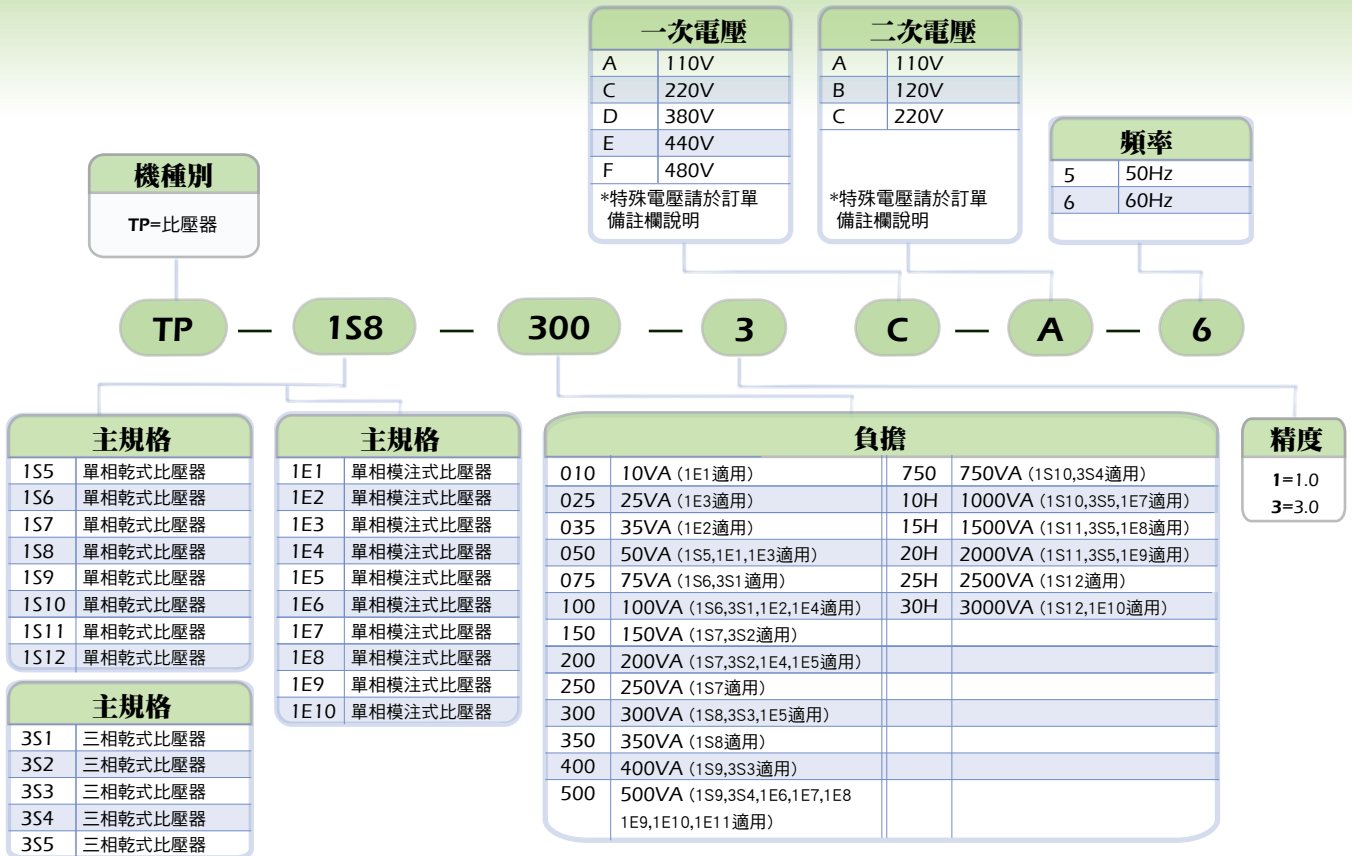 一次電壓
A 110V
C 220V
D 380V
E 440V
F 480V
*特殊電壓請於訂單
備註欄說明
二次電壓
A 110V
B 120V
C 220V
*特殊電壓請於訂單
備註欄說明
頻率
5 50Hz
6 60Hz
機種別
TP=比壓器
TP — 1S8 — 300 — 3 C — A — 6
主規格
1S5 單相乾式比壓器
1S6 單相乾式比壓器
1S7 單相乾式比壓器
1S8 單相乾式比壓器
1S9 單相乾式比壓器
1S10 單相乾式比壓器
1S11 單相乾式比壓器
1S12 單相乾式比壓器
主規格
3S1 三相乾式比壓器
3S2 三相乾式比壓器
3S3 三相乾式比壓器
3S4 三相乾式比壓器
3S5 三相乾式比壓器
主規格
1E1 單相模注式比壓器
1E2 單相模注式比壓器
1E3 單相模注式比壓器
1E4 單相模注式比壓器
1E5 單相模注式比壓器
1E6 單相模注式比壓器
1E7 單相模注式比壓器
1E8 單相模注式比壓器
1E9 單相模注式比壓器
1E10 單相模注式比壓器
負擔
010 10VA (1E1適用)
025 25VA (1E3適用)
035 35VA (1E2適用)
050 50VA (1S5,1E1,1E3適用)
075 75VA (1S6,3S1適用)
100 100VA (1S6,3S1,1E2,1E4適用)
150 150VA (1S7,3S2適用)
200 200VA (1S7,3S2,1E4,1E5適用)
250 250VA (1S7適用)
300 300VA (1S8,3S3,1E5適用)
350 350VA (1S8適用)
400 400VA (1S9,3S3適用)
500 500VA (1S9,3S4,1E6,1E7,1E8
1E9,1E10,1E11適用)
750 750VA (1S10,3S4適用)
10H 1000VA (1S10,3S5,1E7適用)
15H 1500VA (1S11,3S5,1E8適用)
20H 2000VA (1S11,3S5,1E9適用)
25H 2500VA (1S12適用)
30H 3000VA (1S12,1E10適用)
精度
1=1.0
3=3.0